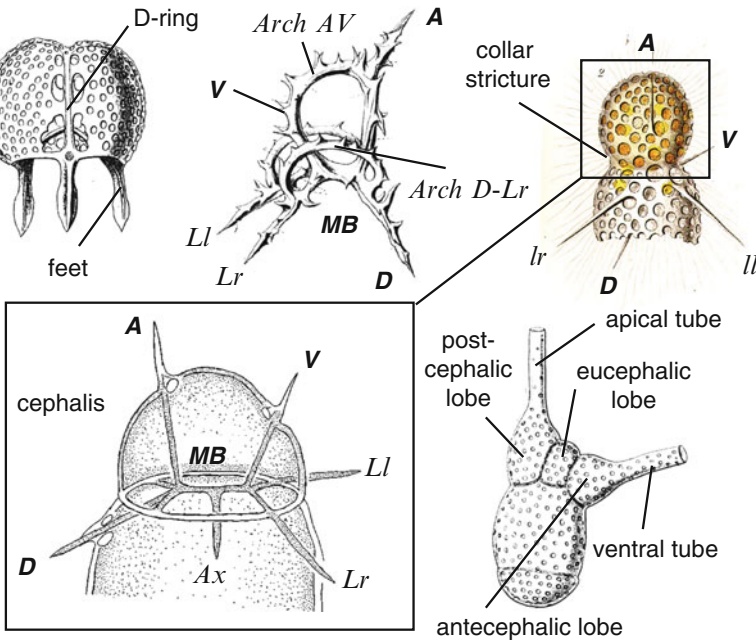 D-ring
feet
Arch AV
A
V
Arch D-Lr
MB
Ll
Lr
D
collar
stricture
2
A
V
lr
ll
D
cephalis
A
V
MB
Ll
D
Ax
Lr
post-
cephalic
lobe
apical tube
eucephalic
lobe
ventral tube
antecephalic lobe